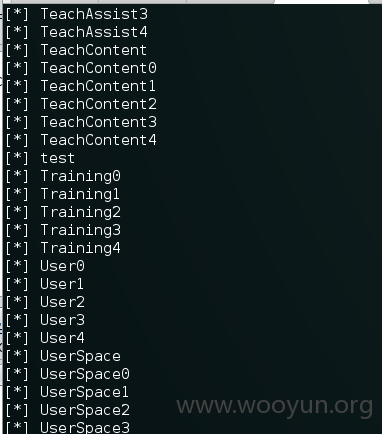 [*] TeachAssist3
[*] TeachAssist4
[*] TeachContent
[*] TeachContent0
[*] TeachContent1
[*] TeachContent2
[*] TeachContent3
[*] TeachContent4
[*] test
[*] Training0
[*] Training1
[*] Training2
[*] Training3
[*] Training4
[*] User0
[*] User1
[*] User2
[*] User3
[*] User4
[*] UserSpace
[*] UserSpace0
[*] UserSpace1
[*] UserSpace2
[*] UserSpace3
www.wooyun.org